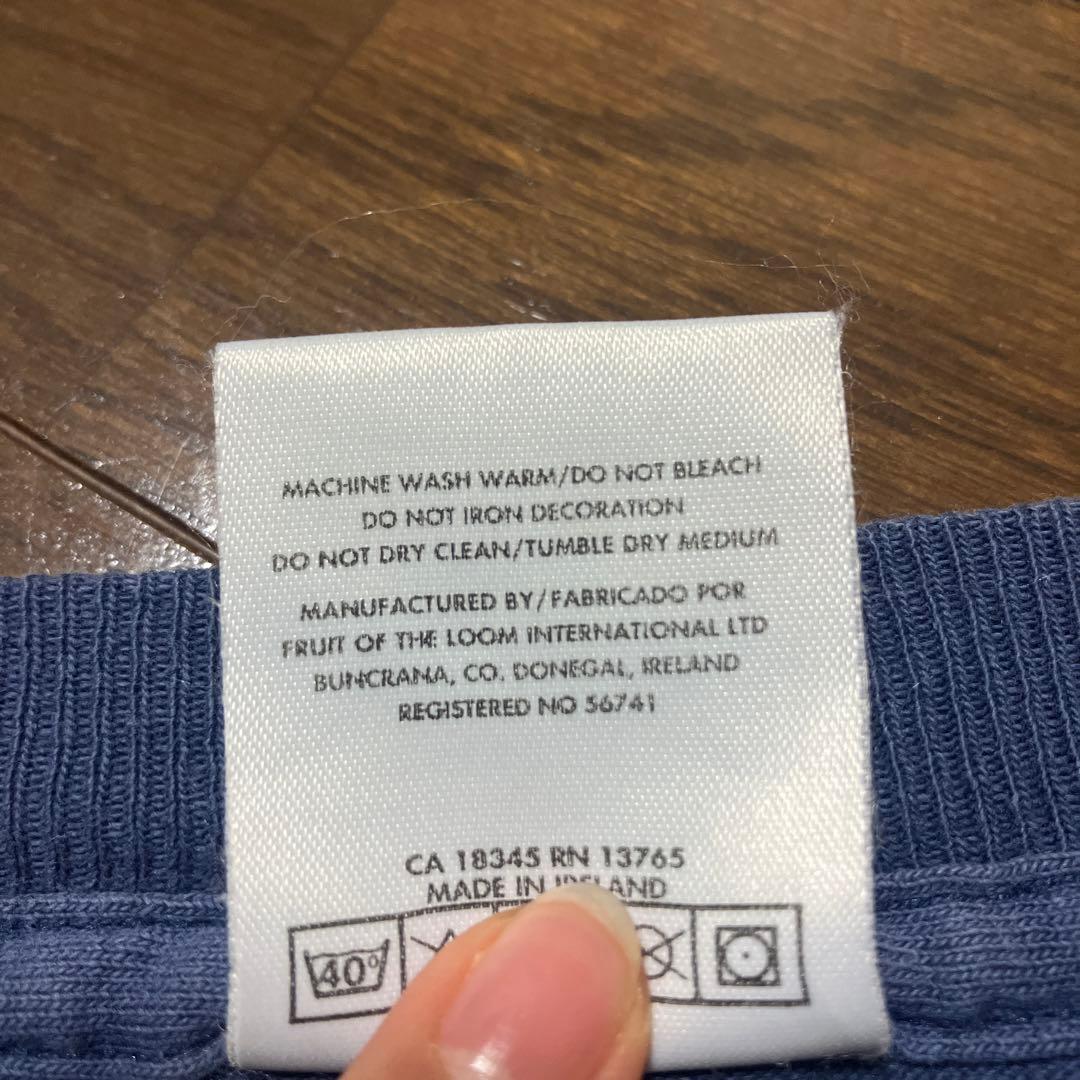 MACHINE WASH WARM/DO NOT BLEACH
DO NOT IRON DECORATION
DO NOT DRY CLEAN/TUMBLE DRY MEDIUM
MANUFACTURED BY/FABRICADO POR
FRUIT OF THE LOOM INTERNATIONAL LTD
BUNCRANA, CO. DONEGAL, IRELAND
REGISTERED NO 56741
CA 18345 RN 13765
MADE IN IRELAND
40°